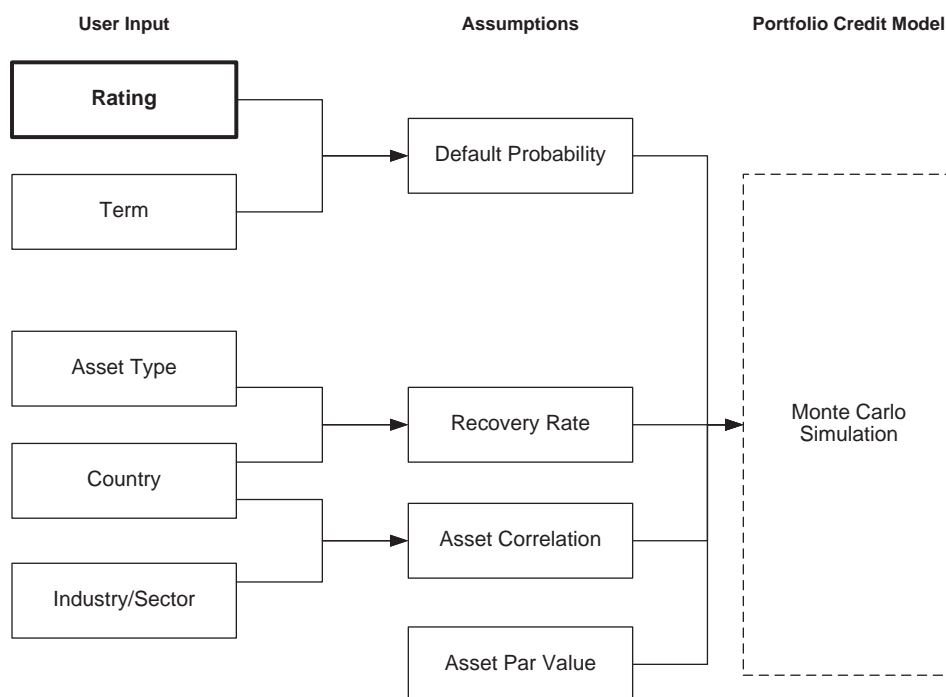 User Input
Assumptions
Portfolio Credit Model
Rating
Default Probability
Term
Asset Type
Recovery Rate
Monte Carlo
Simulation
Country
Asset Correlation
Industry/Sector
Asset Par Value